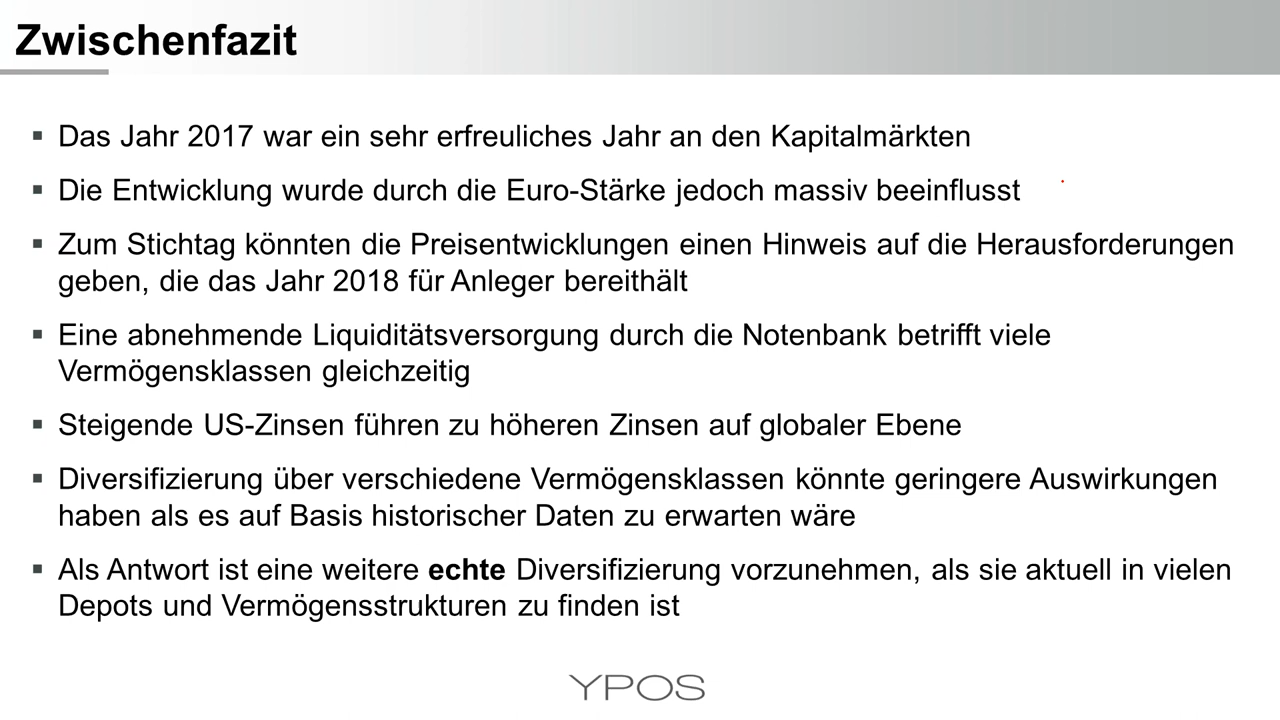 Zwischenfazit
Das Jahr 2017 war ein sehr erfreuliches Jahr an den Kapitalmärkten
Die Entwicklung wurde durch die Euro-Stärke jedoch massiv beeinflusst
Zum Stichtag könnten die Preisentwicklungen einen Hinweis auf die Herausforderungen
geben, die das Jahr 2018 für Anleger bereithält
Eine abnehmende Liquiditätsversorgung durch die Notenbank betrifft viele
Vermögensklassen gleichzeitig
Steigende US-Zinsen führen zu höheren Zinsen auf globaler Ebene
Diversifizierung über verschiedene Vermögensklassen könnte geringere Auswirkungen
haben als es auf Basis historischer Daten zu erwarten wäre
Als Antwort ist eine weitere echte Diversifizierung vorzunehmen, als sie aktuell in vielen
Depots und Vermögensstrukturen zu finden ist
YPOS